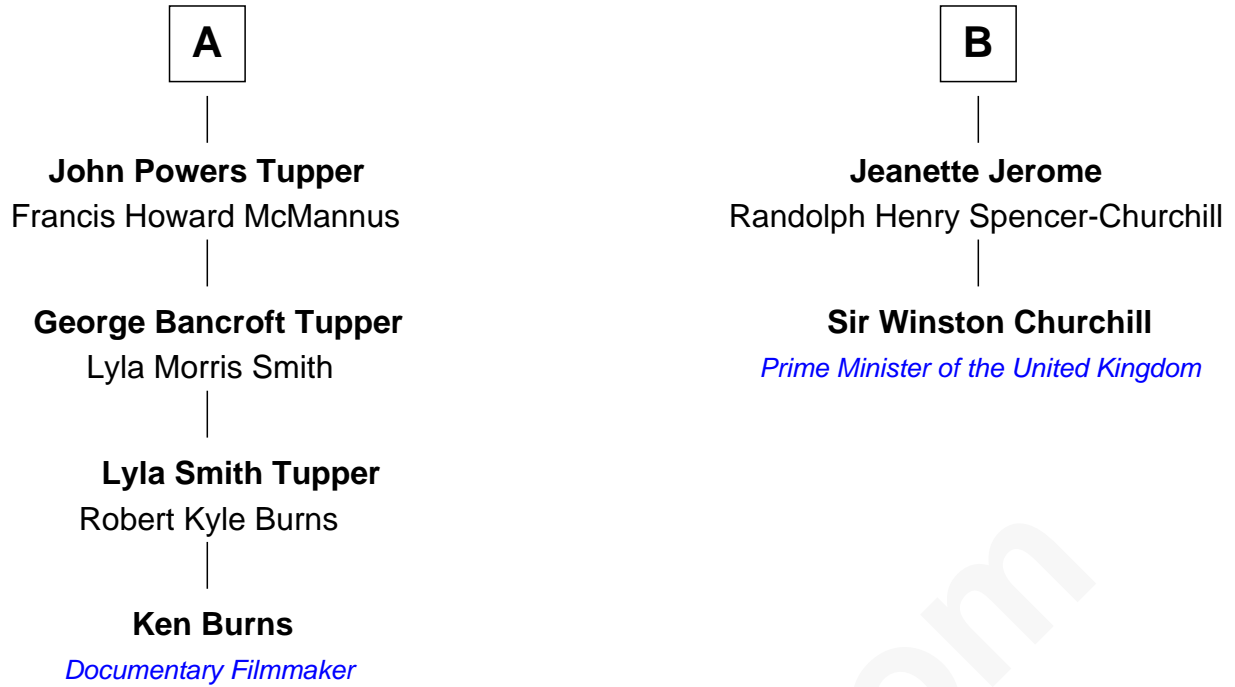 A
John Powers Tupper
Francis Howard McMannus
George Bancroft Tupper
Lyla Morris Smith
Lyla Smith Tupper
Robert Kyle Burns
Ken Burns
Documentary Filmmaker
B
Jeanette Jerome
Randolph Henry Spencer-Churchill
Sir Winston Churchill
Prime Minister of the United Kingdom
om